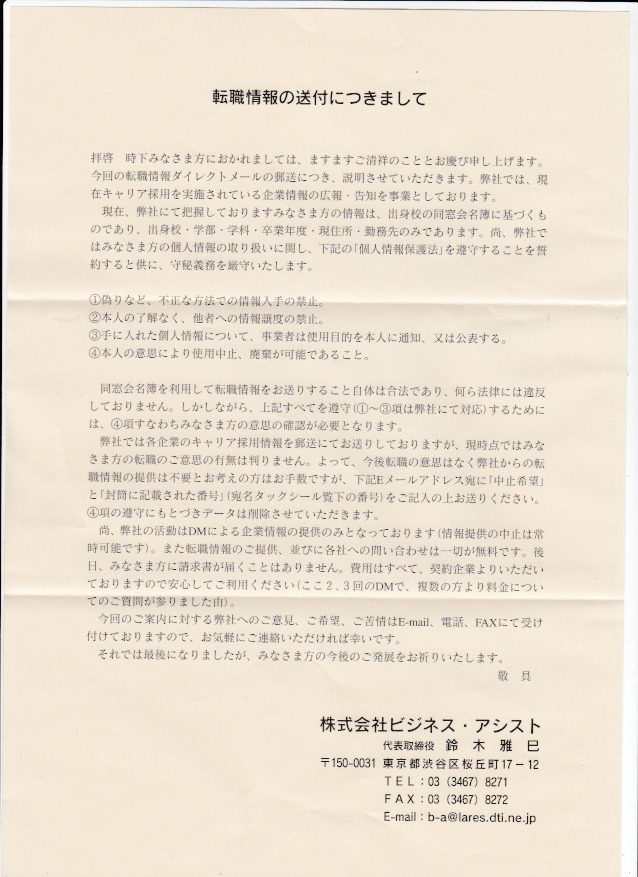 転職情報の送付につきまして
拝啓　時下みなさま方におかれましては、ますますご清祥のこととお慶び申し上げます。
今回の転職情報ダイレクトメールの郵送につき、説明させていただきます。弊社では、現
在キャリア採用を実施されている企業情報の広報・告知を事業としております。
　現在、弊社にて把握しておりますみなさま方の情報は、出身校の同窓会名簿に基づくも
のであり、出身校・学部・学科・卒業年度・現住所・勤務先のみであります。尚、弊社で
はみなさま方の個人情報の取り扱いに関し、下記の「個人情報保護法」を遵守することを誓
約すると供に、守秘義務を厳守いたします。
①偽りなど、不正な方法での情報入手の禁止。
②本人の了解なく、他者への情報譲度の禁止。
③手に入れた個人情報について、事業者は使用目的を本人に通知、又は公表する。
④本人の意思により使用中止、廃棄が可能であること。
　同窓会名簿を利用して転職情報をお送りすること自体は合法であり、何ら法律には違反
しておりません。しかしながら、上記すべてを遵守（①〜③項は弊社にて対応）するために
は、④項すなわちみなさま方の意思の確認が必要となります。
　弊社では各企業のキャリア採用情報を郵送にてお送りしておりますが、現時点ではみな
さま方の転職のご意思の有無は判りません。よって、今後転職の意思はなく弊社からの転
職情報の提供は不要とお考えの方はお手数ですが、下記Eメールアドレス宛に「中止希望」
と「封筒に記載された番号」（宛名タックシール覧下の番号）をご記入の上お送りください。
④項の遵守にもとづきデータは削除させていただきます。
　尚、弊社の活動はDMによる企業情報の提供のみとなっております（情報提供の中止は常
時可能です）。また転職情報のご提供、並びに各社への問い合わせは一切が無料です。後
日、みなさま方に請求書が届くことはありません。費用はすべて、契約企業よりいただい
ておりますので安心してご利用ください（ここ２,３回のDMで、複数の方より料金につい
てのご質問が参りました由）。
　今回のご案内に対する弊社へのご意見、ご希望、ご苦情はE-mail、電話、FAXにて受け
付けておりますので、お気軽にご連絡いただければ幸いです。
　それでは最後になりましたが、みなさま方の今後のご発展をお祈りいたします。
敬　具
株式会社ビジネス・アシスト
代表取締役　鈴 木 雅 巳
〒150-0031 東京都渋谷区桜丘町17－12
TEL：03（3467）8271
FAX：03（3467）8272
E-mail：b-a@lares.dti.ne.jp